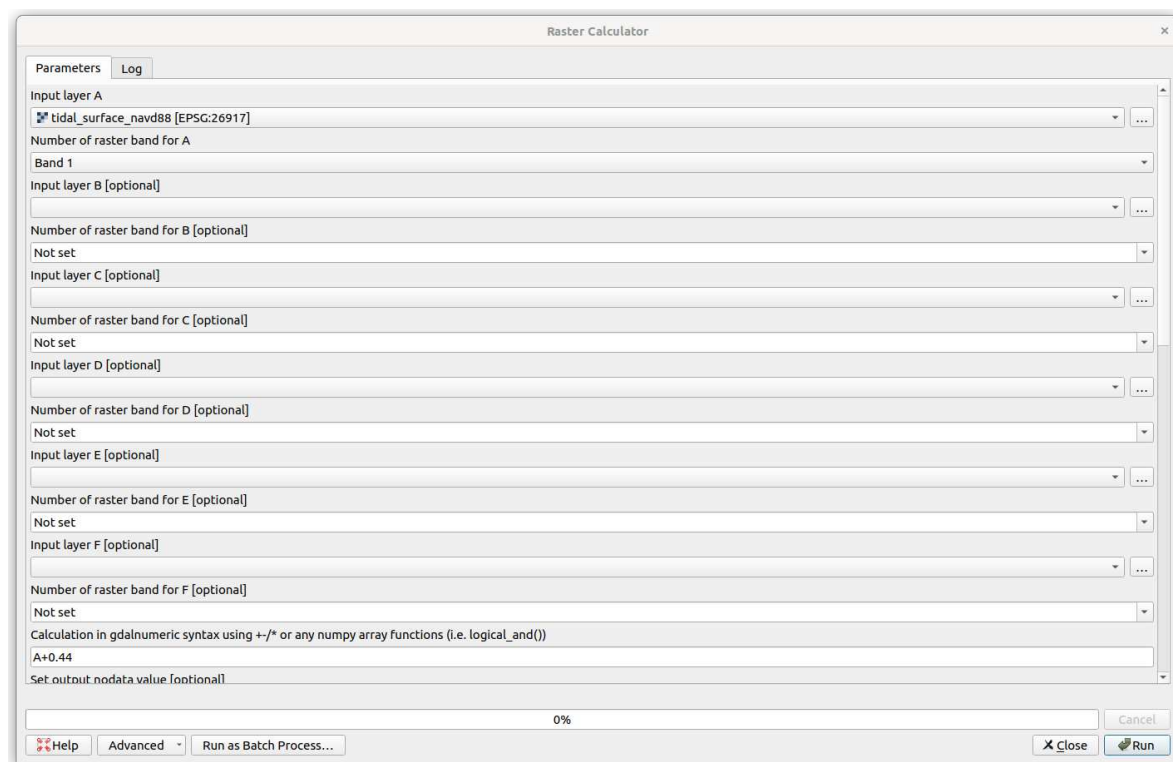 Raster Calculator ×
Parameters Log
Input layer A
tidal_surface_navd88 [EPSG:26917] ...
Number of raster band for A
Band 1
Input layer B [optional]
...
Number of raster band for B [optional]
Not set
Input layer C [optional]
...
Number of raster band for C [optional]
Not set
Input layer D [optional]
...
Number of raster band for D [optional]
Not set
Input layer E [optional]
...
Number of raster band for E [optional]
Not set
Input layer F [optional]
...
Number of raster band for F [optional]
Not set
Calculation in gdalnumeric syntax using +-/* or any numpy array functions (i.e. logical_and())
A+0.44
Set output nodata value [optional]
0% Cancel
Help Advanced Run as Batch Process... Close Run